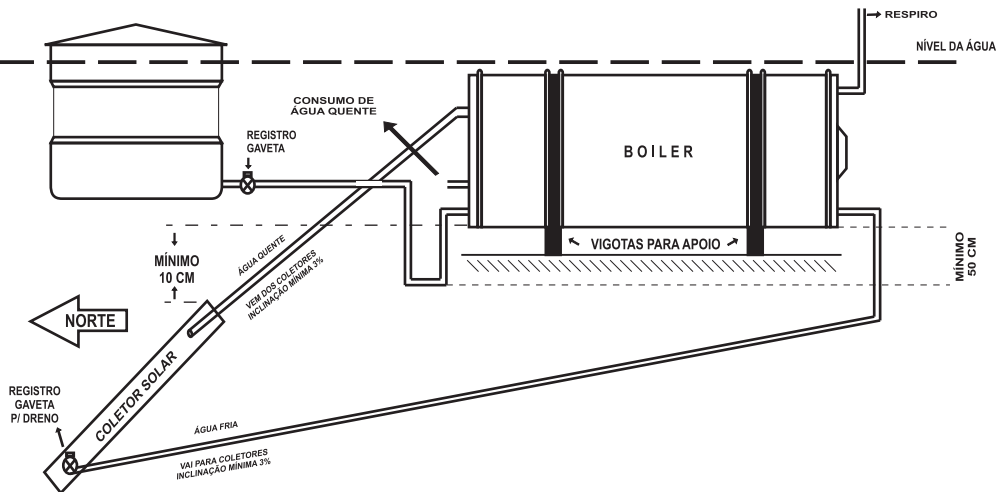 RESPIRO
NÍVEL DA ÁGUA
CONSUMO DE
ÁGUA QUENTE
REGISTRO
GAVETA
BOILER
VIGOTAS PARA APOIO
MÍNIMO
10 CM
MÍNIMO
50 CM
ÁGUA QUENTE
VEM DOS COLETORES
INCLINAÇÃO MÍNIMA 3%
NORTE
COLETOR SOLAR
REGISTRO
GAVETA
P/ DRENO
ÁGUA FRIA
VAI PARA COLETORES
INCLINAÇÃO MÍNIMA 3%